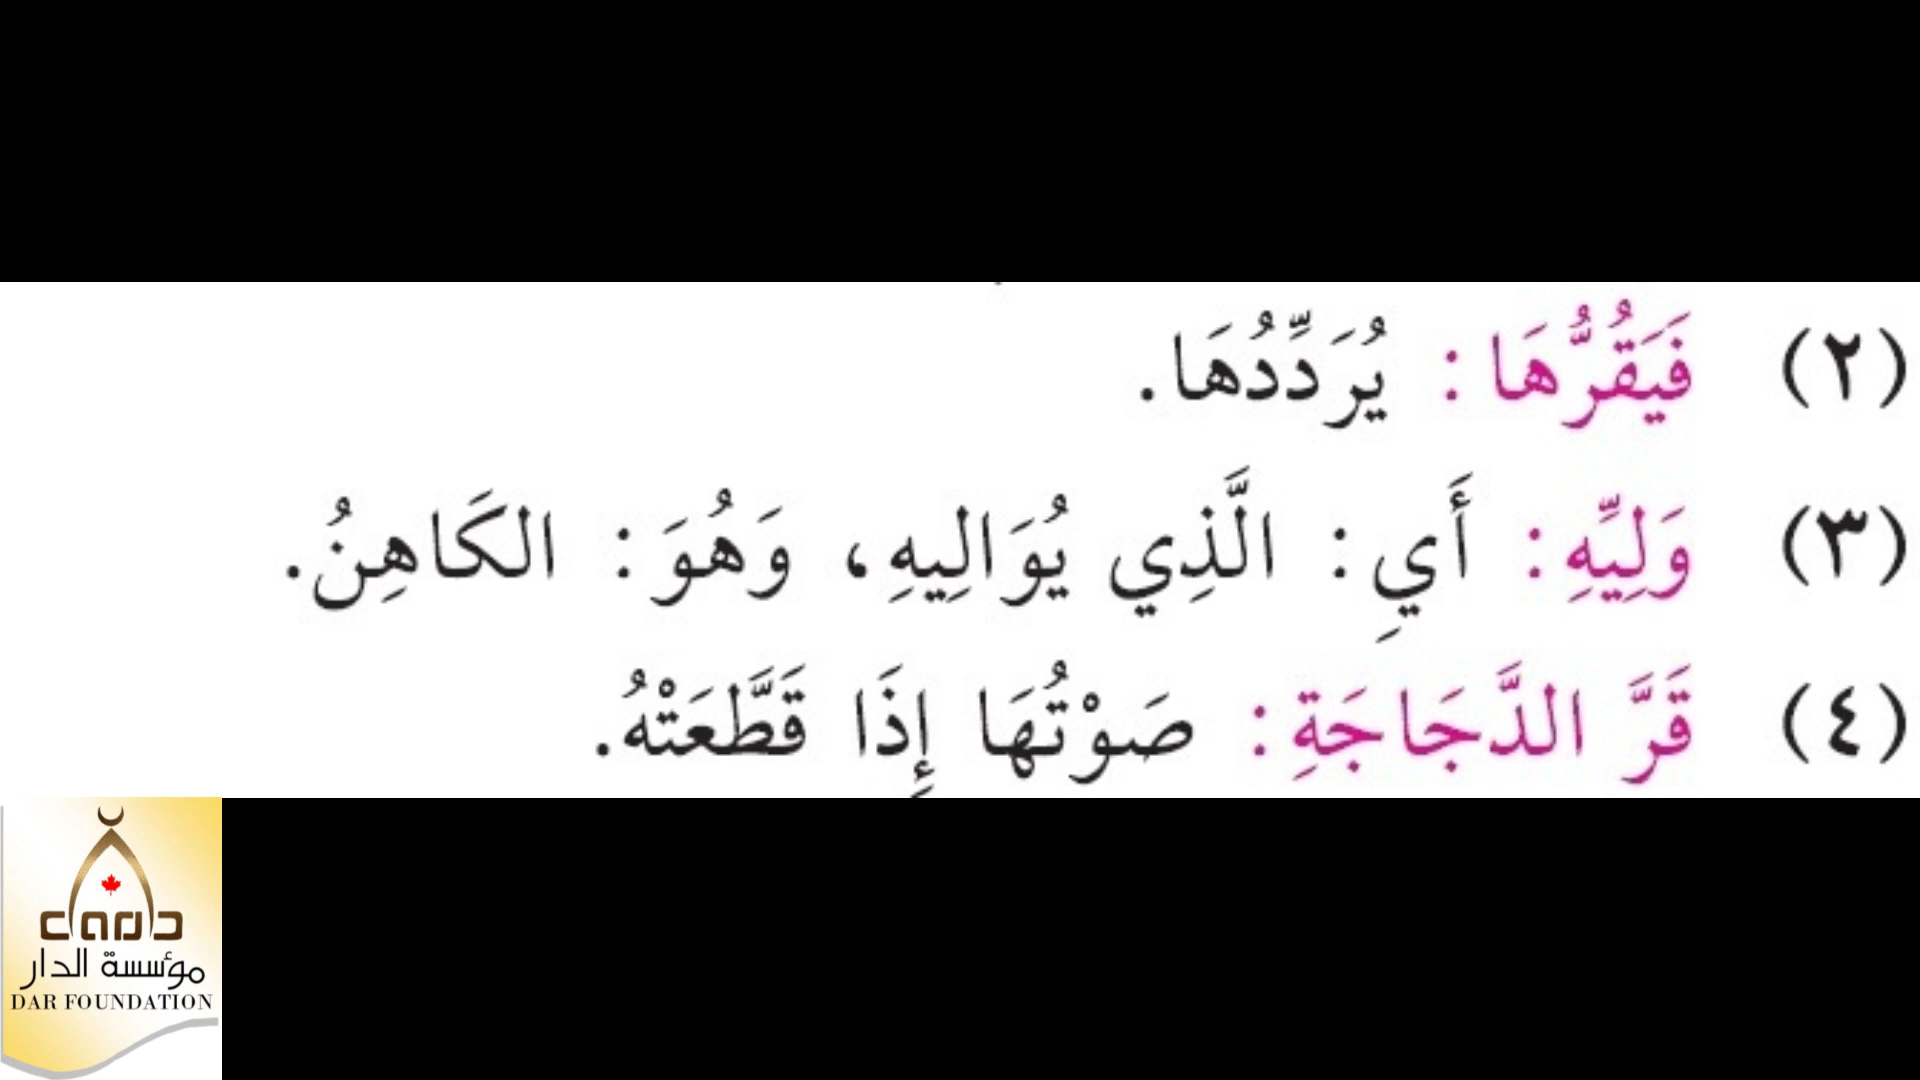 (٢) فَيَقُرُّهَا: يُرَدِّدُهَا.
(٣) وَلِيِّهِ: أَيِ: الَّذِي يُوَالِيهِ، وَهُوَ: الكَاهِنُ.
(٤) قَرَّ الدَّجَاجَةِ: صَوْتُهَا إِذَا قَطَّعَتْهُ.
مؤسسة الدار
DAR FOUNDATION